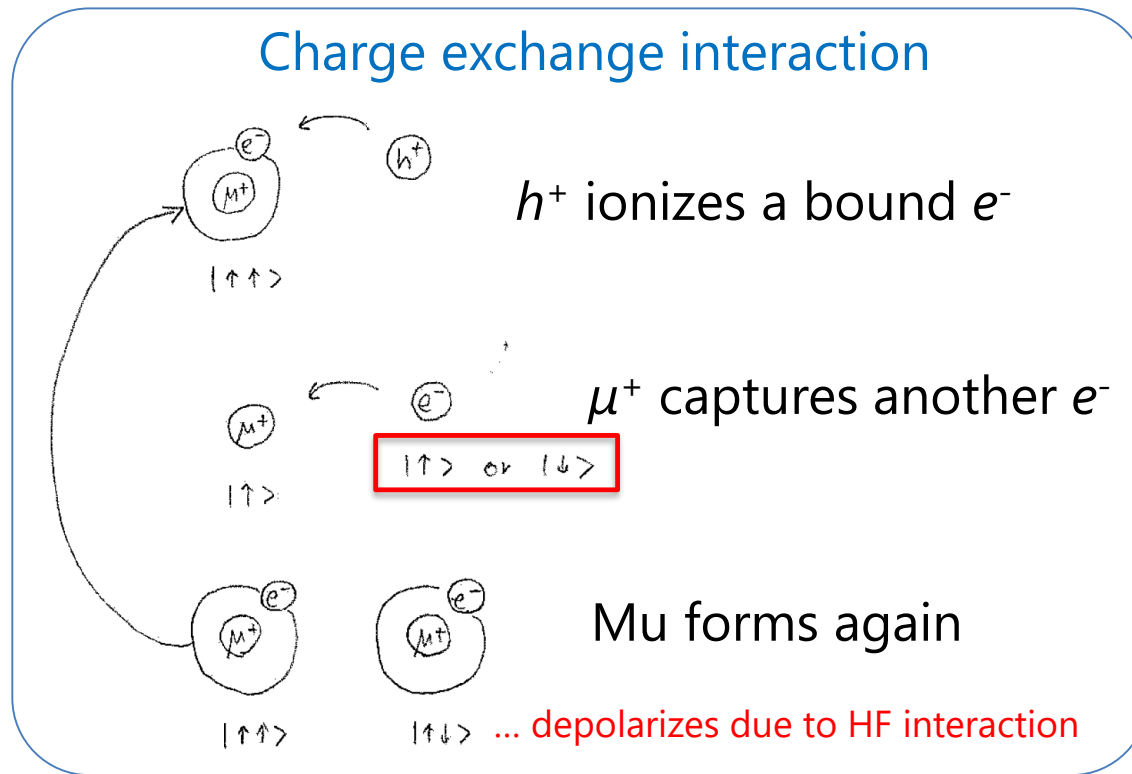 Charge exchange interaction
e⁻
h⁺
μ⁺
h⁺ ionizes a bound e⁻
|↑↑>
μ⁺ captures another e⁻
e⁻
μ⁺
|↑> or |↓>
|↑>
e⁻ e⁻
μ⁺ μ⁺
Mu forms again
|↑↑> |↑↓> ... depolarizes due to HF interaction